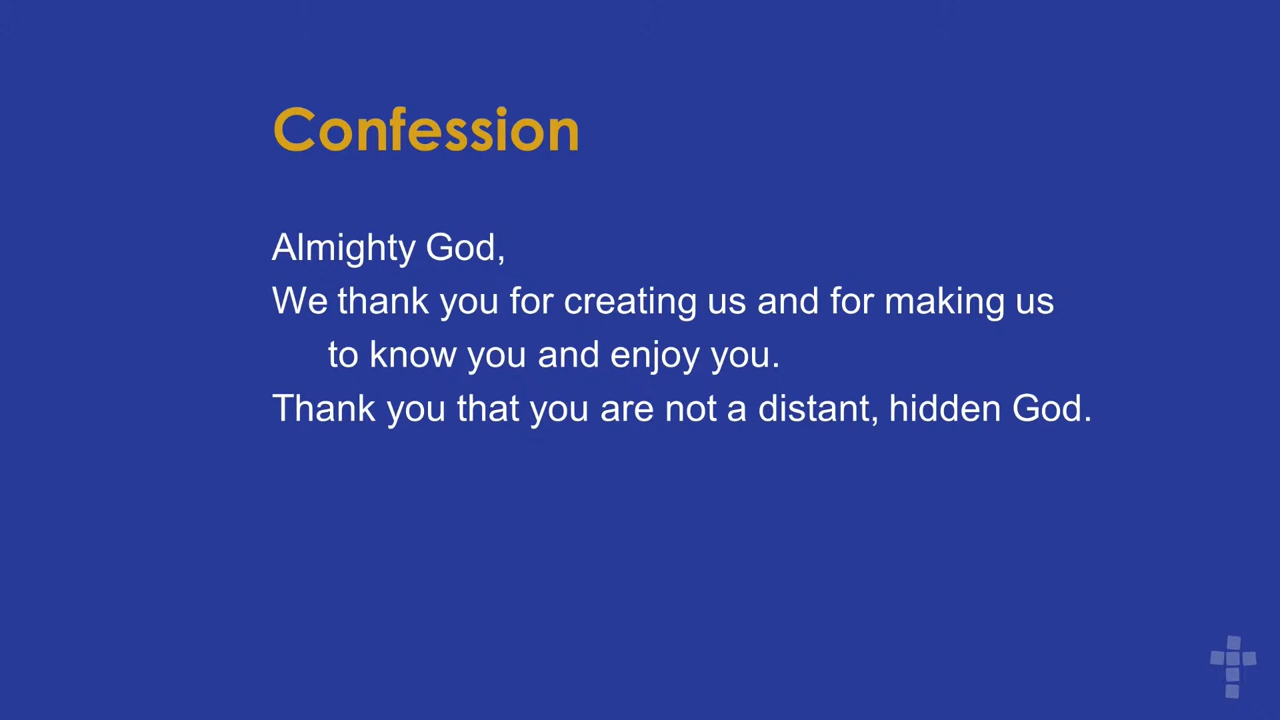 Confession
Almighty God,
We thank you for creating us and for making us
to know you and enjoy you.
Thank you that you are not a distant, hidden God.